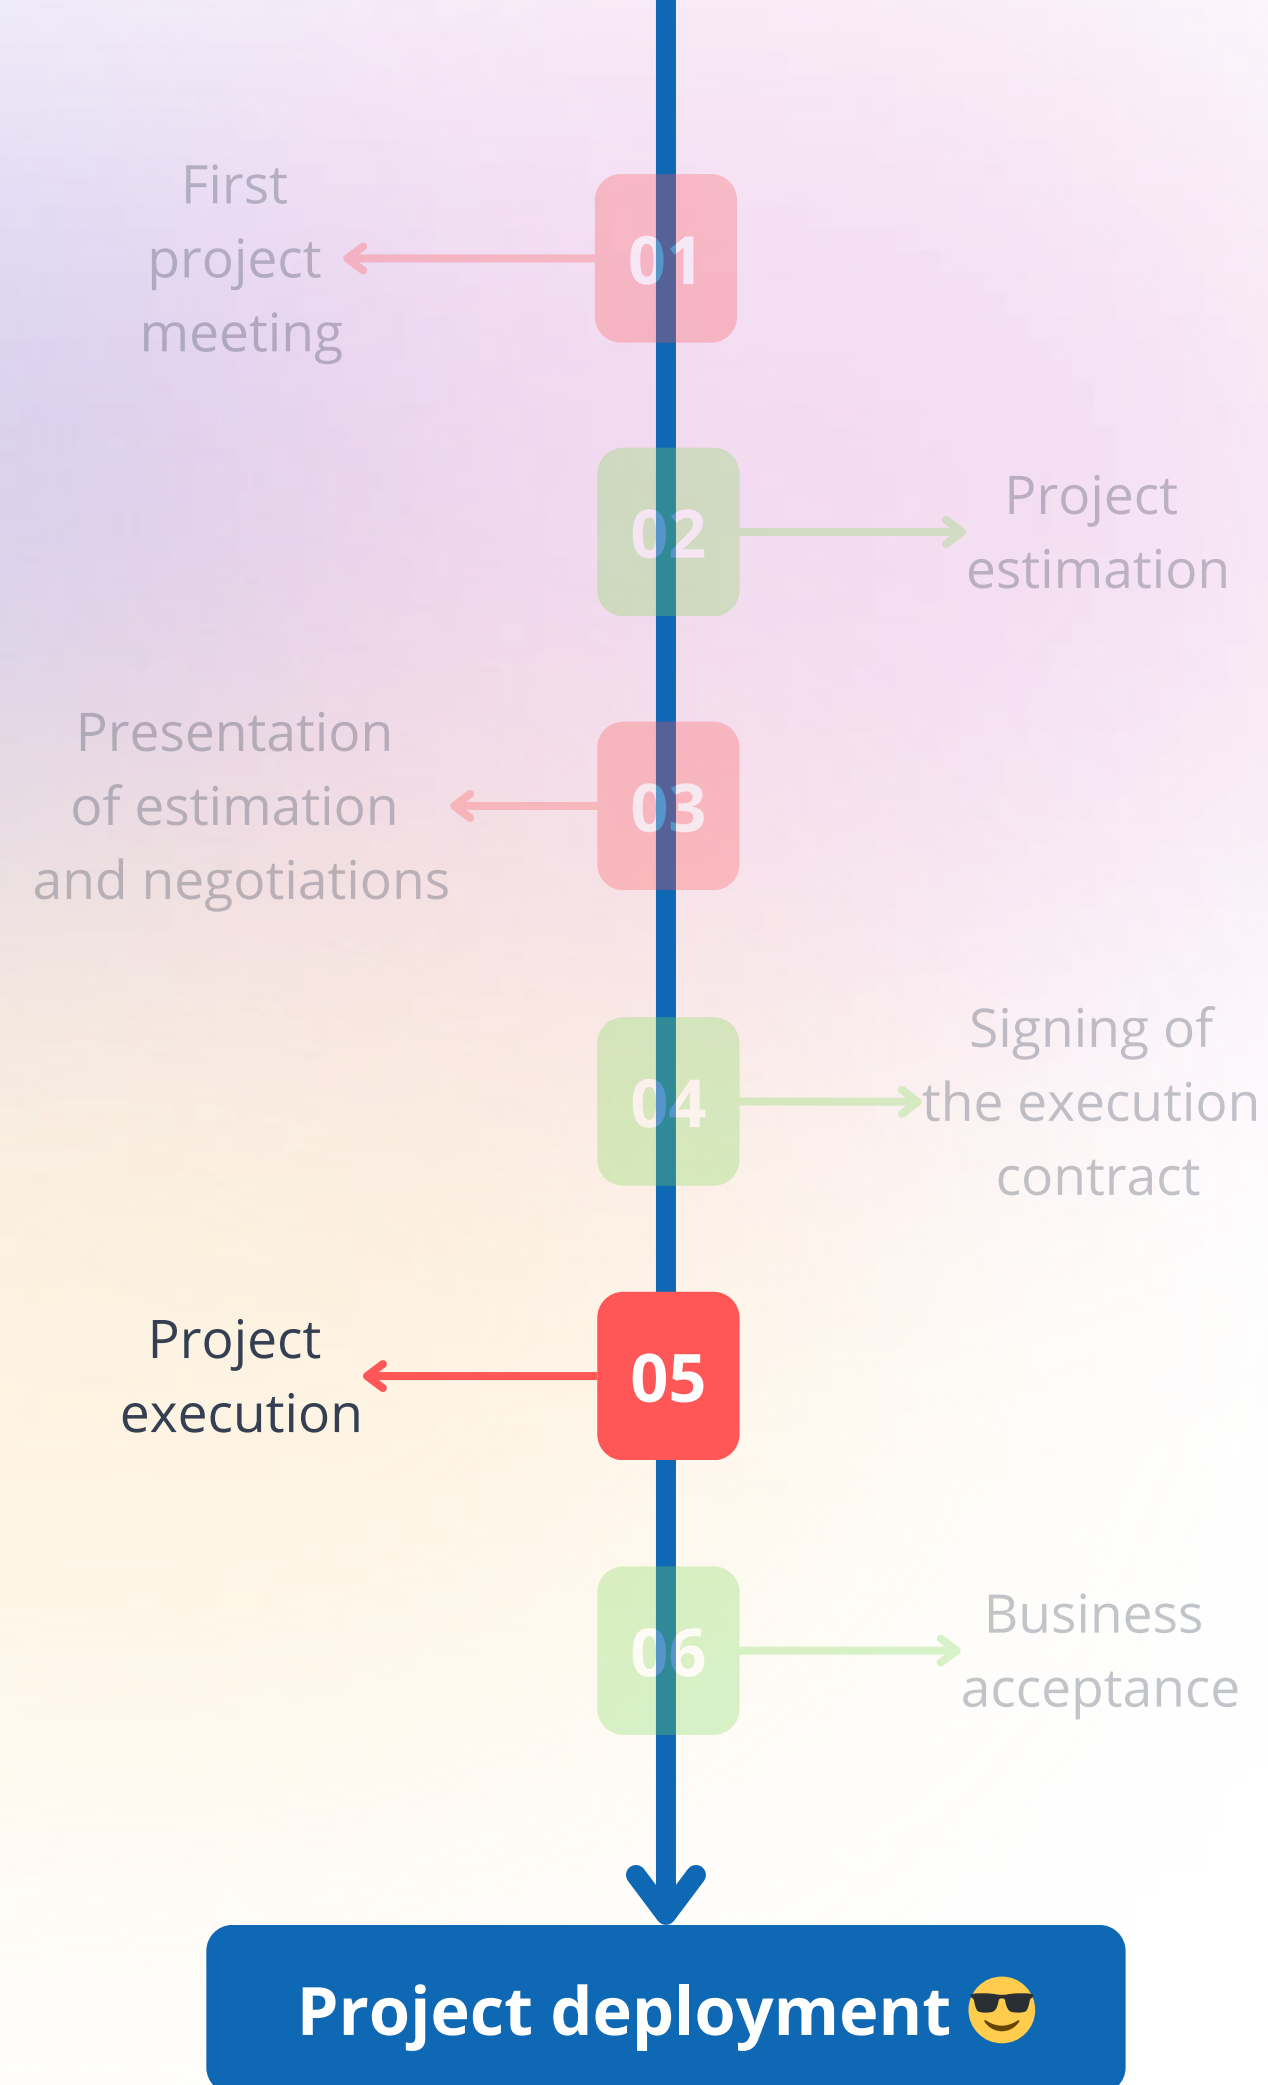 First
project
meeting
01
02
Project
estimation
Presentation
of estimation
and negotiations
03
04
Signing of
the execution
contract
Project
execution
05
06
Business
acceptance
Project deployment 😎